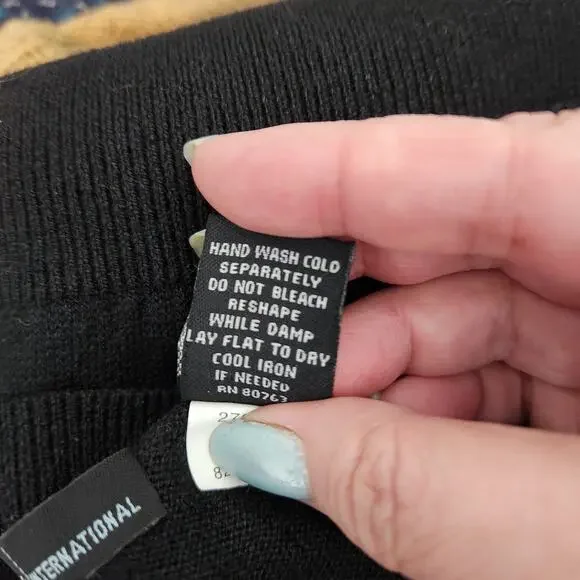 HAND WASH COLD
SEPARATELY
DO NOT BLEACH
RESHAPE
WHILE DAMP
LAY FLAT TO DRY
COOL IRON
IF NEEDED
RN 80763